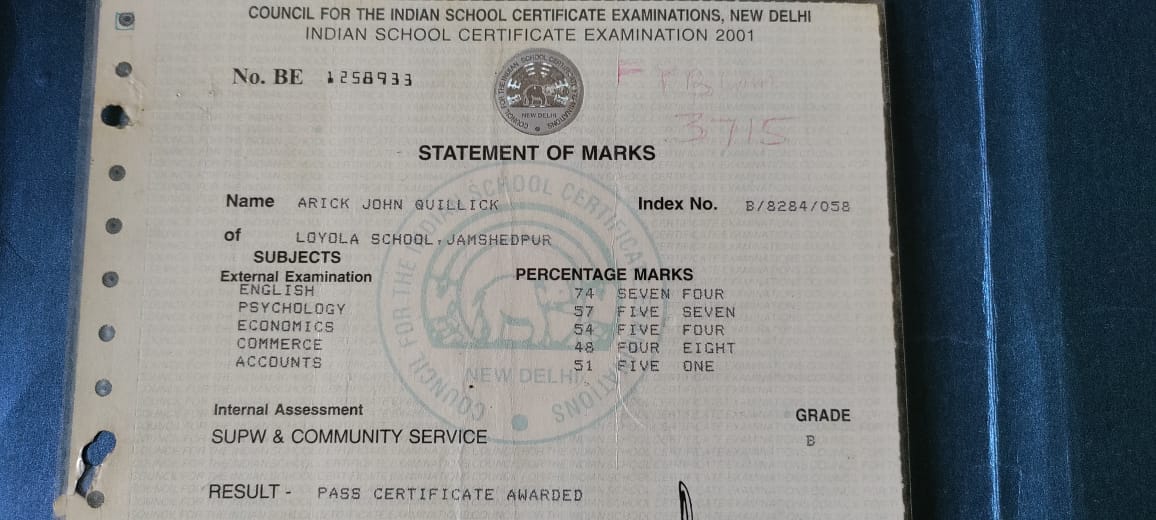 COUNCIL FOR THE INDIAN SCHOOL CERTIFICATE EXAMINATIONS, NEW DELHI
INDIAN SCHOOL CERTIFICATE EXAMINATION 2001
No. BE 1258933
COUNCIL FOR THE INDIAN SCHOOL CERTIFICATE EXAMINATIONS
NEW DELHI
3715
STATEMENT OF MARKS
Name ARICK JOHN QUILLICK Index No. B/8284/058
of LOYOLA SCHOOL, JAMSHEDPUR
SUBJECTS
External Examination PERCENTAGE MARKS
ENGLISH 74 SEVEN FOUR
PSYCHOLOGY 57 FIVE SEVEN
ECONOMICS 54 FIVE FOUR
COMMERCE 48 FOUR EIGHT
ACCOUNTS 51 FIVE ONE
COUNCIL FOR THE INDIAN SCHOOL CERTIFICATE EXAMINATIONS
NEW DELHI
Internal Assessment GRADE
SUPW & COMMUNITY SERVICE B
RESULT - PASS CERTIFICATE AWARDED